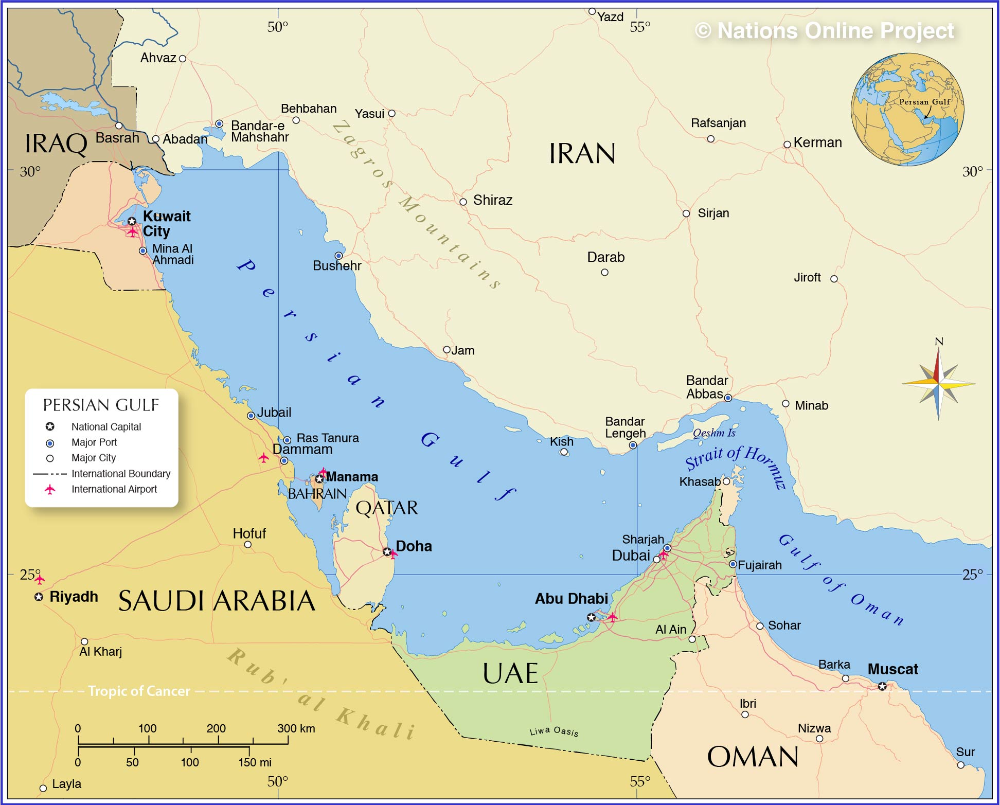 50°
Yazd
55°
© Nations Online Project
Ahvaz
Persian Gulf
Behbahan
Yasui
Bandar-e
Mahshahr
Rafsanjan
Basrah
Abadan
Kerman
IRAQ
IRAN
Zagros Mountains
30°
30°
Shiraz
Sirjan
Kuwait
City
Mina Al
Ahmadi
Darab
Bushehr
Jiroft
Persian Gulf
Jam
N
Bandar
Abbas
Minab
PERSIAN GULF
National Capital
Major Port
Major City
International Boundary
International Airport
Jubail
Bandar
Lengeh
Qeshm Is
Ras Tanura
Kish
Dammam
Strait of Hormuz
Manama
Khasab
BAHRAIN
QATAR
Hofuf
Sharjah
Doha
Dubai
Gulf of Oman
Fujairah
25°
25°
Riyadh
SAUDI ARABIA
Abu Dhabi
Al Ain
Sohar
Al Kharj
Rub' al Khali
Barka
Muscat
UAE
Tropic of Cancer
Ibri
0 100 200 300 km
Liwa Oasis
Nizwa
0 50 100 150 mi
OMAN
Sur
Layla
50°
55°